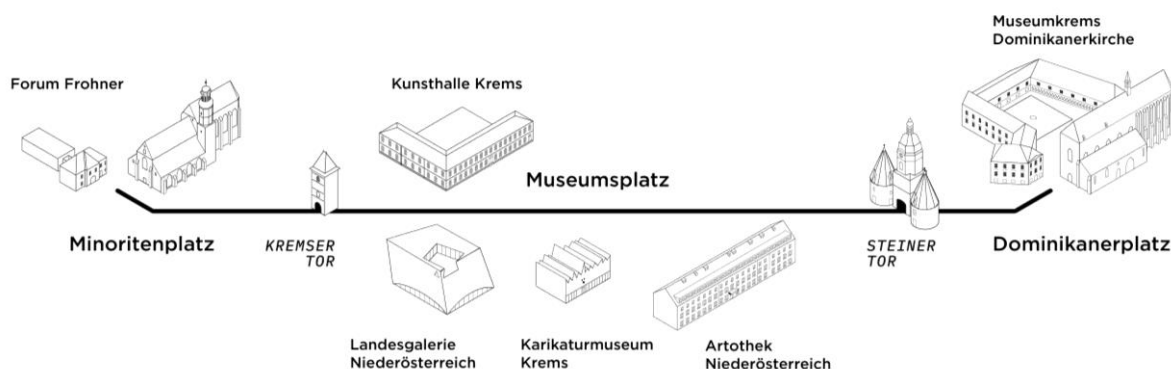 Museumkrems
Dominikanerkirche
Forum Frohner
Kunsthalle Krems
Museumsplatz
Minoritenplatz
KREMSER
TOR
STEINER
TOR
Dominikanerplatz
Landesgalerie
Niederösterreich
Karikaturmuseum
Krems
Artothek
Niederösterreich